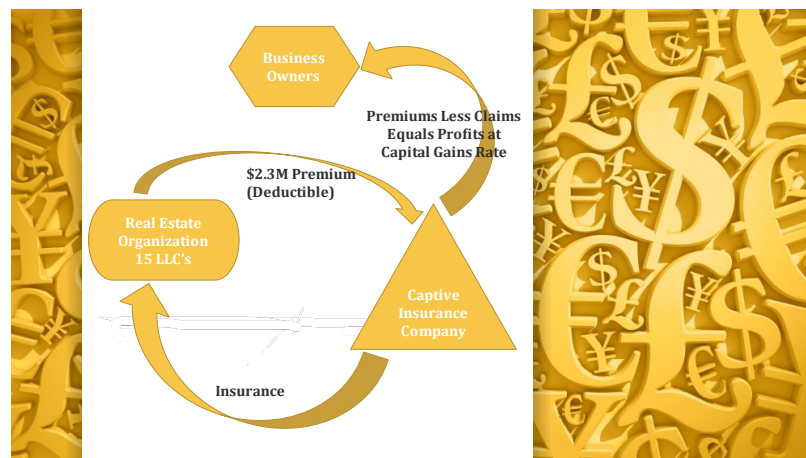 Business
Owners
Premiums Less Claims
Equals Profits at
Capital Gains Rate
$2.3M Premium
(Deductible)
Real Estate
Organization
15 LLC's
Captive
Insurance
Company
Insurance